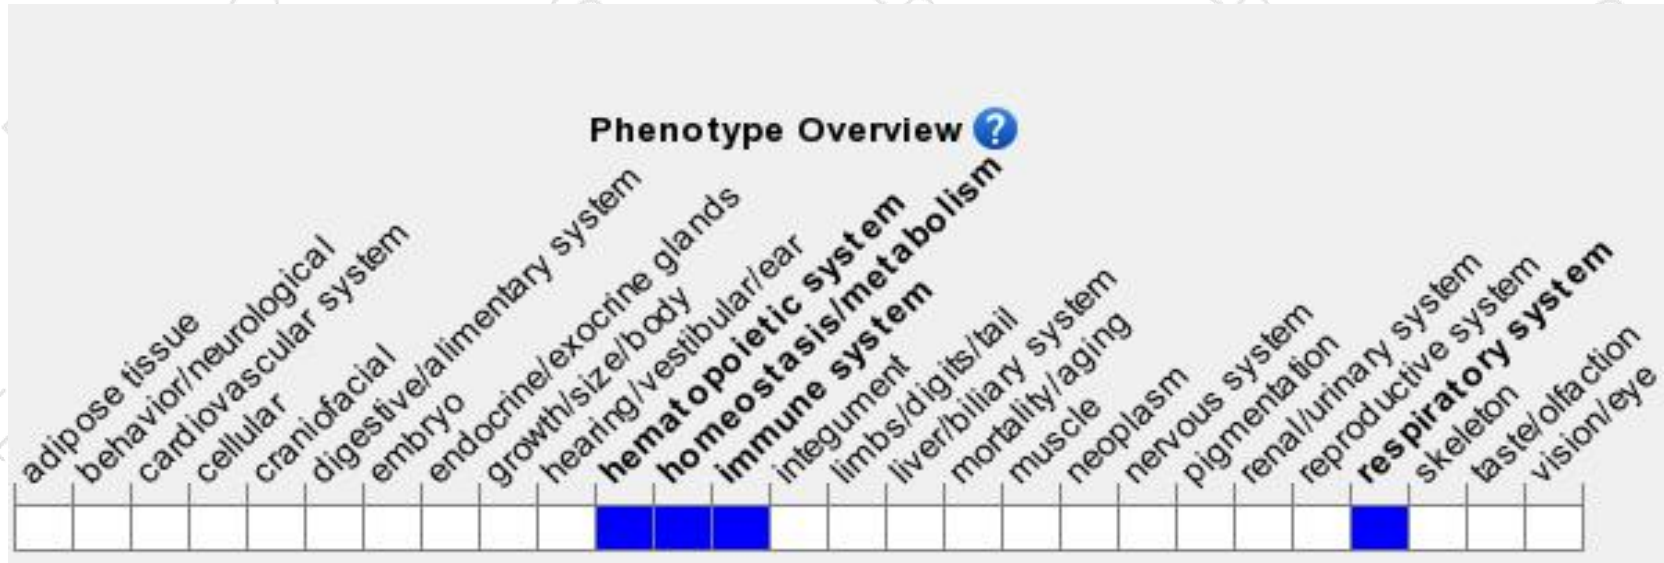 Phenotype Overview ?
adipose tissue
behavior/neurological
cardiovascular system
cellular
craniofacial
digestive/alimentary system
embryo
endocrine/exocrine glands
growth/size/body
hearing/vestibular/ear
hematopoietic system
homeostasis/metabolism
immune system
integument
limbs/digits/tail
liver/biliary system
mortality/aging
muscle
neoplasm
nervous system
pigmentation
renal/urinary system
reproductive system
respiratory system
skeleton
taste/olfaction
vision/eye